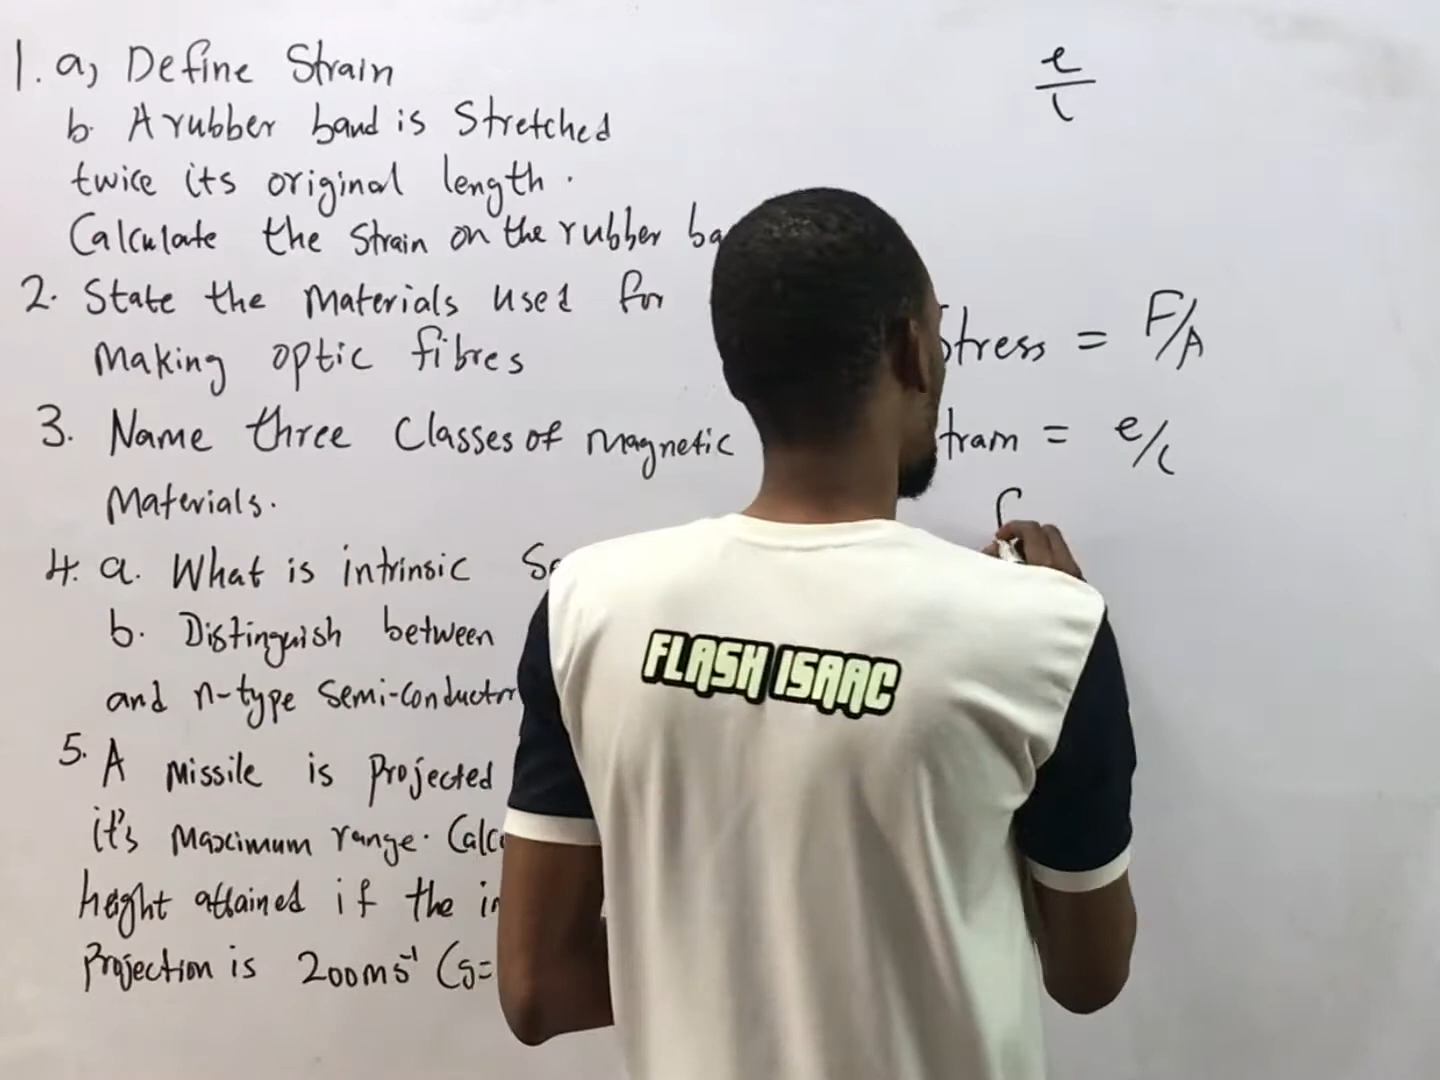 1. a, Define Strain
b. A rubber band is Stretched
twice its original length.
Calculate the Strain on the rubber
2. State the Materials used for
Making optic fibres
3. Name three Classes of magnetic
Materials.
4. a. What is intrinsic
b. Distinguish between
and n-type Semi-conductor
5. A Missile is Projected
it's Maximum range.
height attained if the
Projection is 200ms⁻¹ (g=
e/l
Stress = F/A
= e/l
FLASH ISAAC